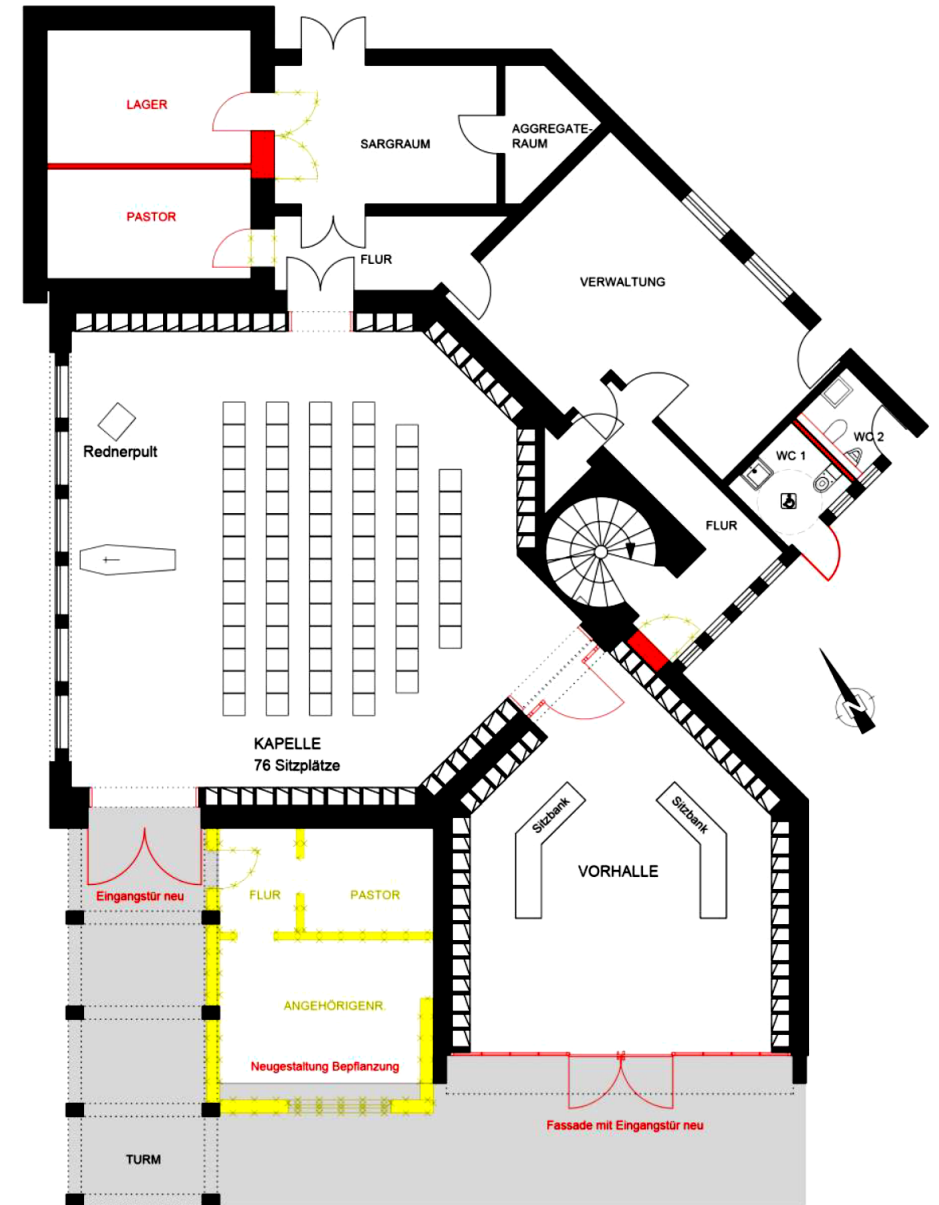 LAGER
SARGRAUM
AGGREGATE-
RAUM
PASTOR
FLUR
VERWALTUNG
Rednerpult
WC 2
WC 1
FLUR
N
KAPELLE
76 Sitzplätze
Sitzbank
Sitzbank
VORHALLE
Eingangstür neu
FLUR
PASTOR
ANGEHÖRIGENR.
Neugestaltung Bepflanzung
Fassade mit Eingangstür neu
TURM